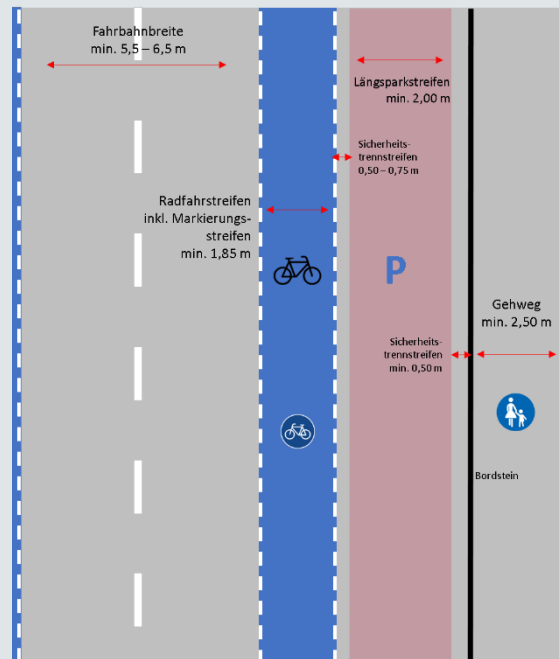 Fahrbahnbreite
min. 5,5 – 6,5 m
Längsparkstreifen
min. 2,00 m
Sicherheits-
trennstreifen
0,50 – 0,75 m
Radfahrstreifen
inkl. Markierungs-
streifen
min. 1,85 m
P
Gehweg
min. 2,50 m
Sicherheits-
trennstreifen
min. 0,50 m
Bordstein